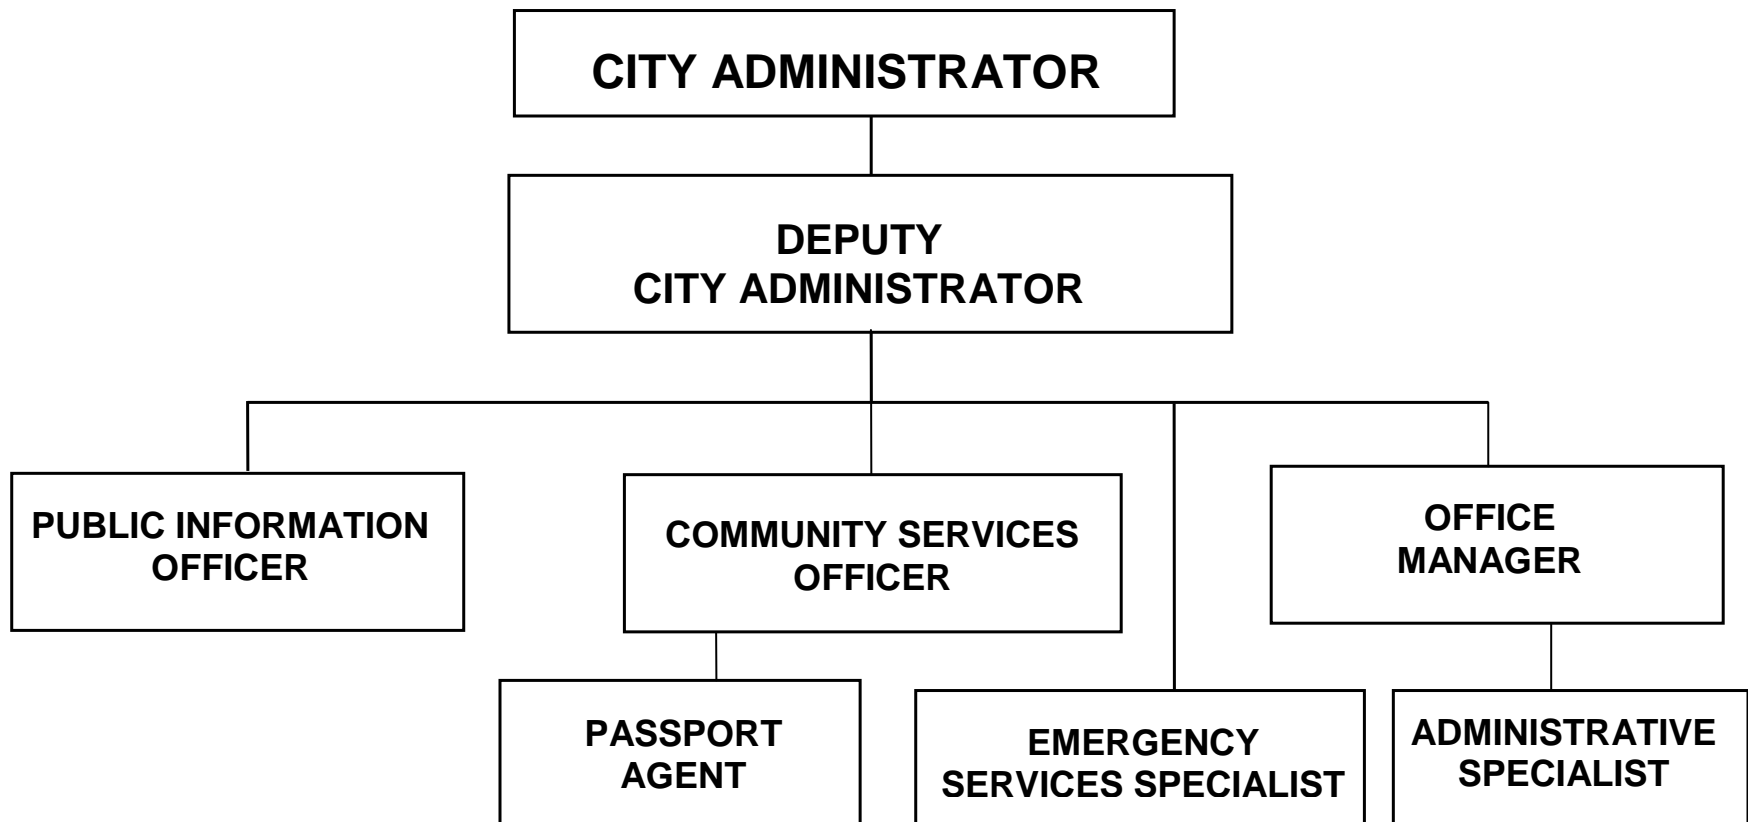 CITY ADMINISTRATOR
DEPUTY
CITY ADMINISTRATOR
PUBLIC INFORMATION
OFFICER
COMMUNITY SERVICES
OFFICER
OFFICE
MANAGER
PASSPORT
AGENT
EMERGENCY
SERVICES SPECIALIST
ADMINISTRATIVE
SPECIALIST